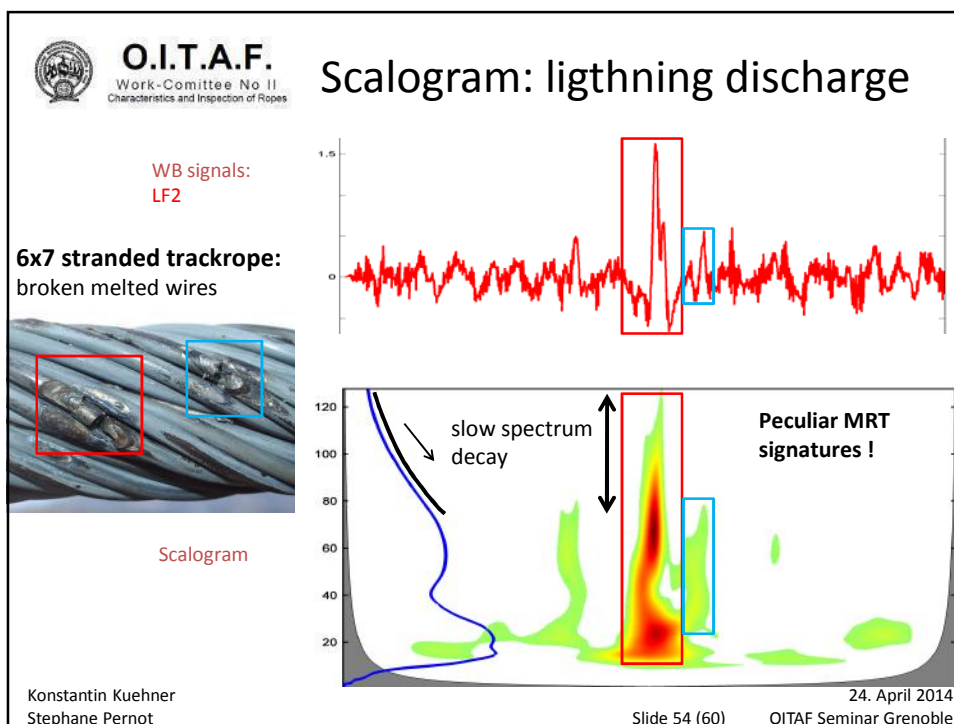 O.I.T.A.F.
Work-Comittee No II
Characteristics and Inspection of Ropes
Scalogram: ligthning discharge
WB signals:
LF2
6x7 stranded trackrope:
broken melted wires
1.5
0
Scalogram
120
100
80
60
40
20
slow spectrum
decay
Peculiar MRT
signatures !
Konstantin Kuehner
Stephane Pernot
Slide 54 (60)
24. April 2014
OITAF Seminar Grenoble